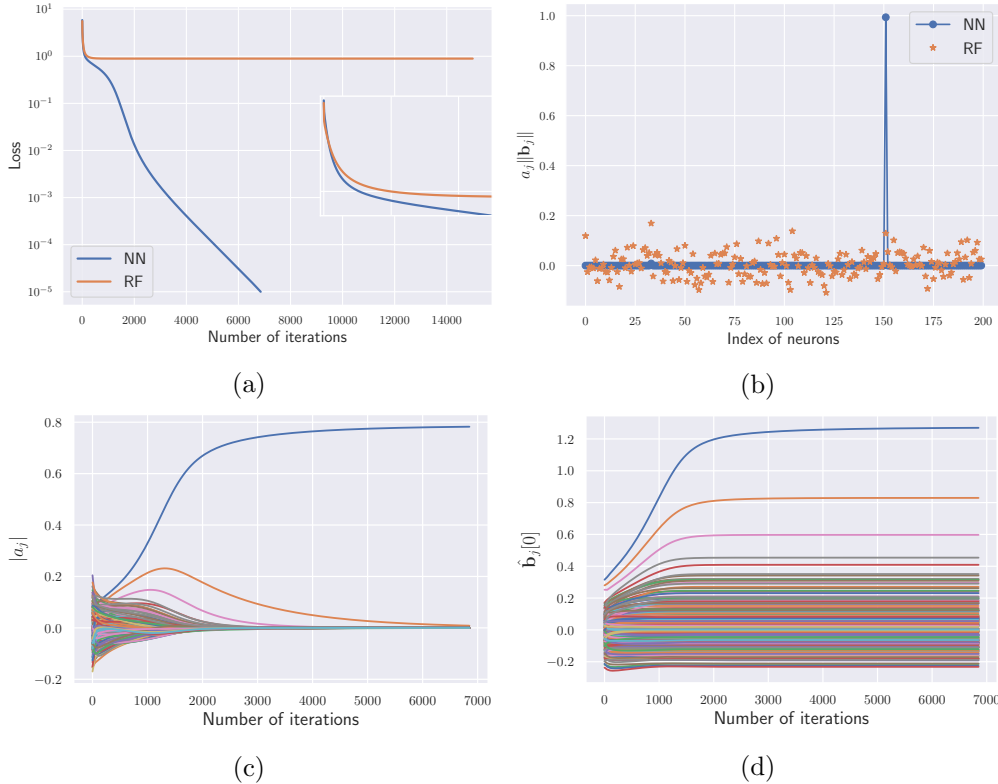 10^1
10^0
10^{-1}
10^{-2}
10^{-3}
10^{-4}
10^{-5}
Loss
NN
RF
0 2000 4000 6000 8000 10000 12000 14000
Number of iterations
(a)
1.0
0.8
0.6
0.4
0.2
0.0
a_j‖b_j‖
NN
RF
0 25 50 75 100 125 150 175 200
Index of neurons
(b)
0.8
0.6
0.4
0.2
0.0
−0.2
|a_j|
0 1000 2000 3000 4000 5000 6000 7000
Number of iterations
(c)
1.2
1.0
0.8
0.6
0.4
0.2
0.0
−0.2
b̂_j[0]
0 1000 2000 3000 4000 5000 6000 7000
Number of iterations
(d)